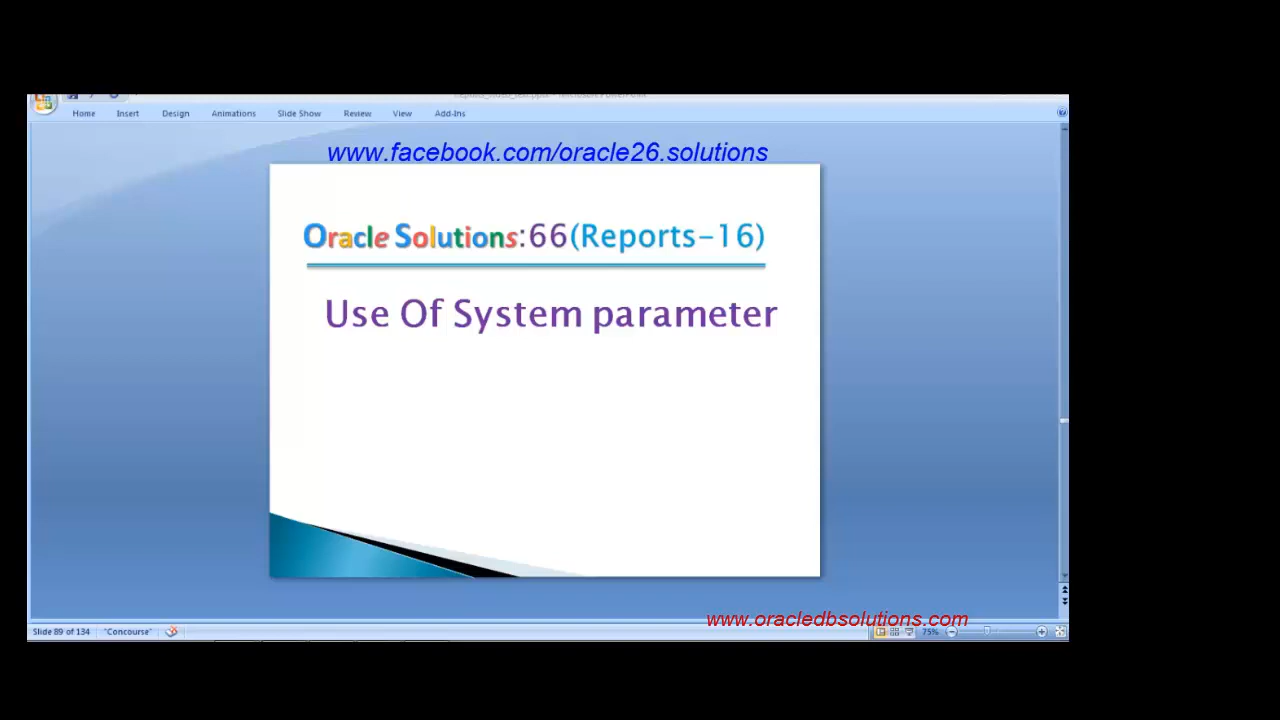 Home Insert Design Animations Slide Show Review View Add-Ins
www.facebook.com/oracle26.solutions
Oracle Solutions:66(Reports-16)
Use Of System parameter
www.oracledbsolutions.com
Slide 89 of 134 "Concourse" 75%